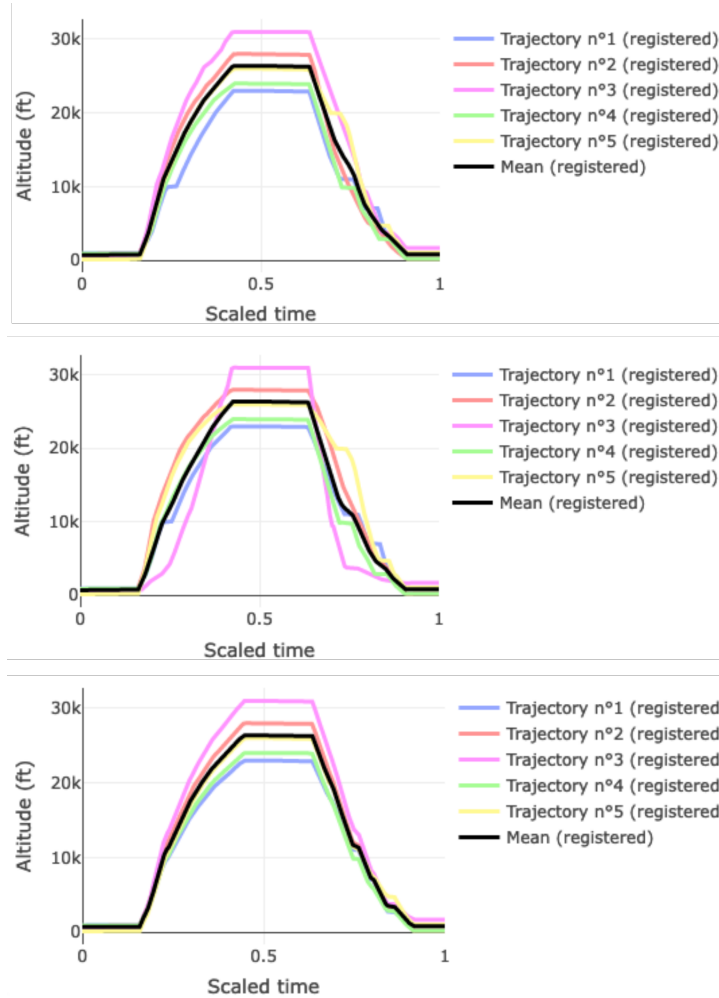 30k
20k
10k
0
Altitude (ft)
0
0.5
1
Scaled time
Trajectory n°1 (registered)
Trajectory n°2 (registered)
Trajectory n°3 (registered)
Trajectory n°4 (registered)
Trajectory n°5 (registered)
Mean (registered)
30k
20k
10k
0
Altitude (ft)
0
0.5
1
Scaled time
Trajectory n°1 (registered)
Trajectory n°2 (registered)
Trajectory n°3 (registered)
Trajectory n°4 (registered)
Trajectory n°5 (registered)
Mean (registered)
30k
20k
10k
0
Altitude (ft)
0
0.5
1
Scaled time
Trajectory n°1 (registered
Trajectory n°2 (registered
Trajectory n°3 (registered
Trajectory n°4 (registered
Trajectory n°5 (registered
Mean (registered)